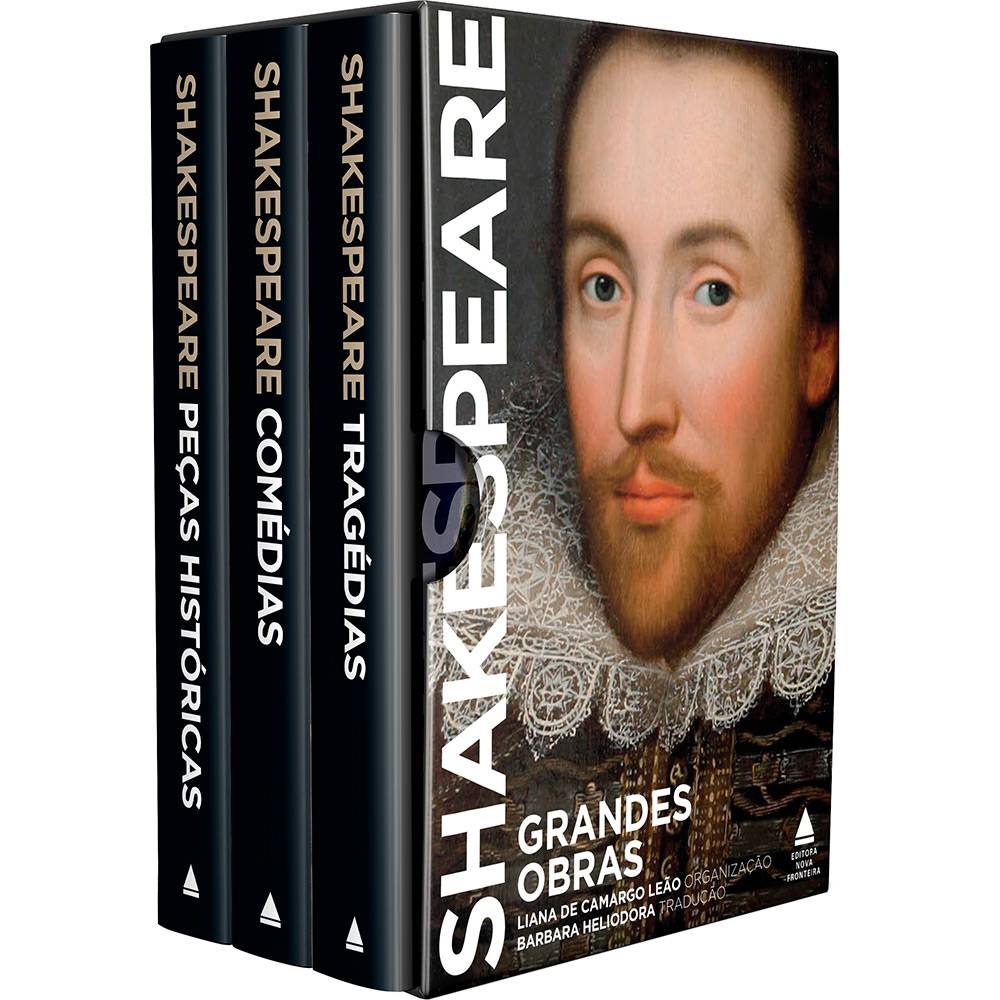 SHAKESPEARE PEÇAS HISTÓRICAS
SHAKESPEARE COMÉDIAS
SHAKESPEARE TRAGÉDIAS
SHAKESPEARE
GRANDES
OBRAS
LIANA DE CAMARGO LEÃO ORGANIZAÇÃO
BARBARA HELIODORA TRADUÇÃO
EDITORA
NOVA
FRONTEIRA